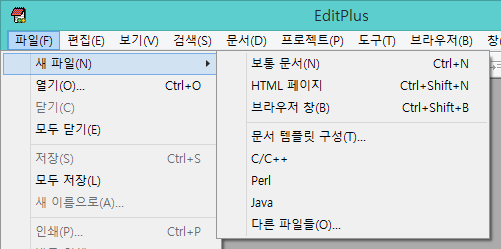 EditPlus
파일(F) 편집(E) 보기(V) 검색(S) 문서(D) 프로젝트(P) 도구(T) 브라우저(B) 창(
새 파일(N)
열기(O)... Ctrl+O
닫기(C)
모두 닫기(E)
저장(S) Ctrl+S
모두 저장(L)
새 이름으로(A)...
인쇄(P)... Ctrl+P
보통 문서(N) Ctrl+N
HTML 페이지 Ctrl+Shift+N
브라우저 창(B) Ctrl+Shift+B
문서 템플릿 구성(T)...
C/C++
Perl
Java
다른 파일들(O)...